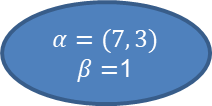 α = (7, 3)
β =1